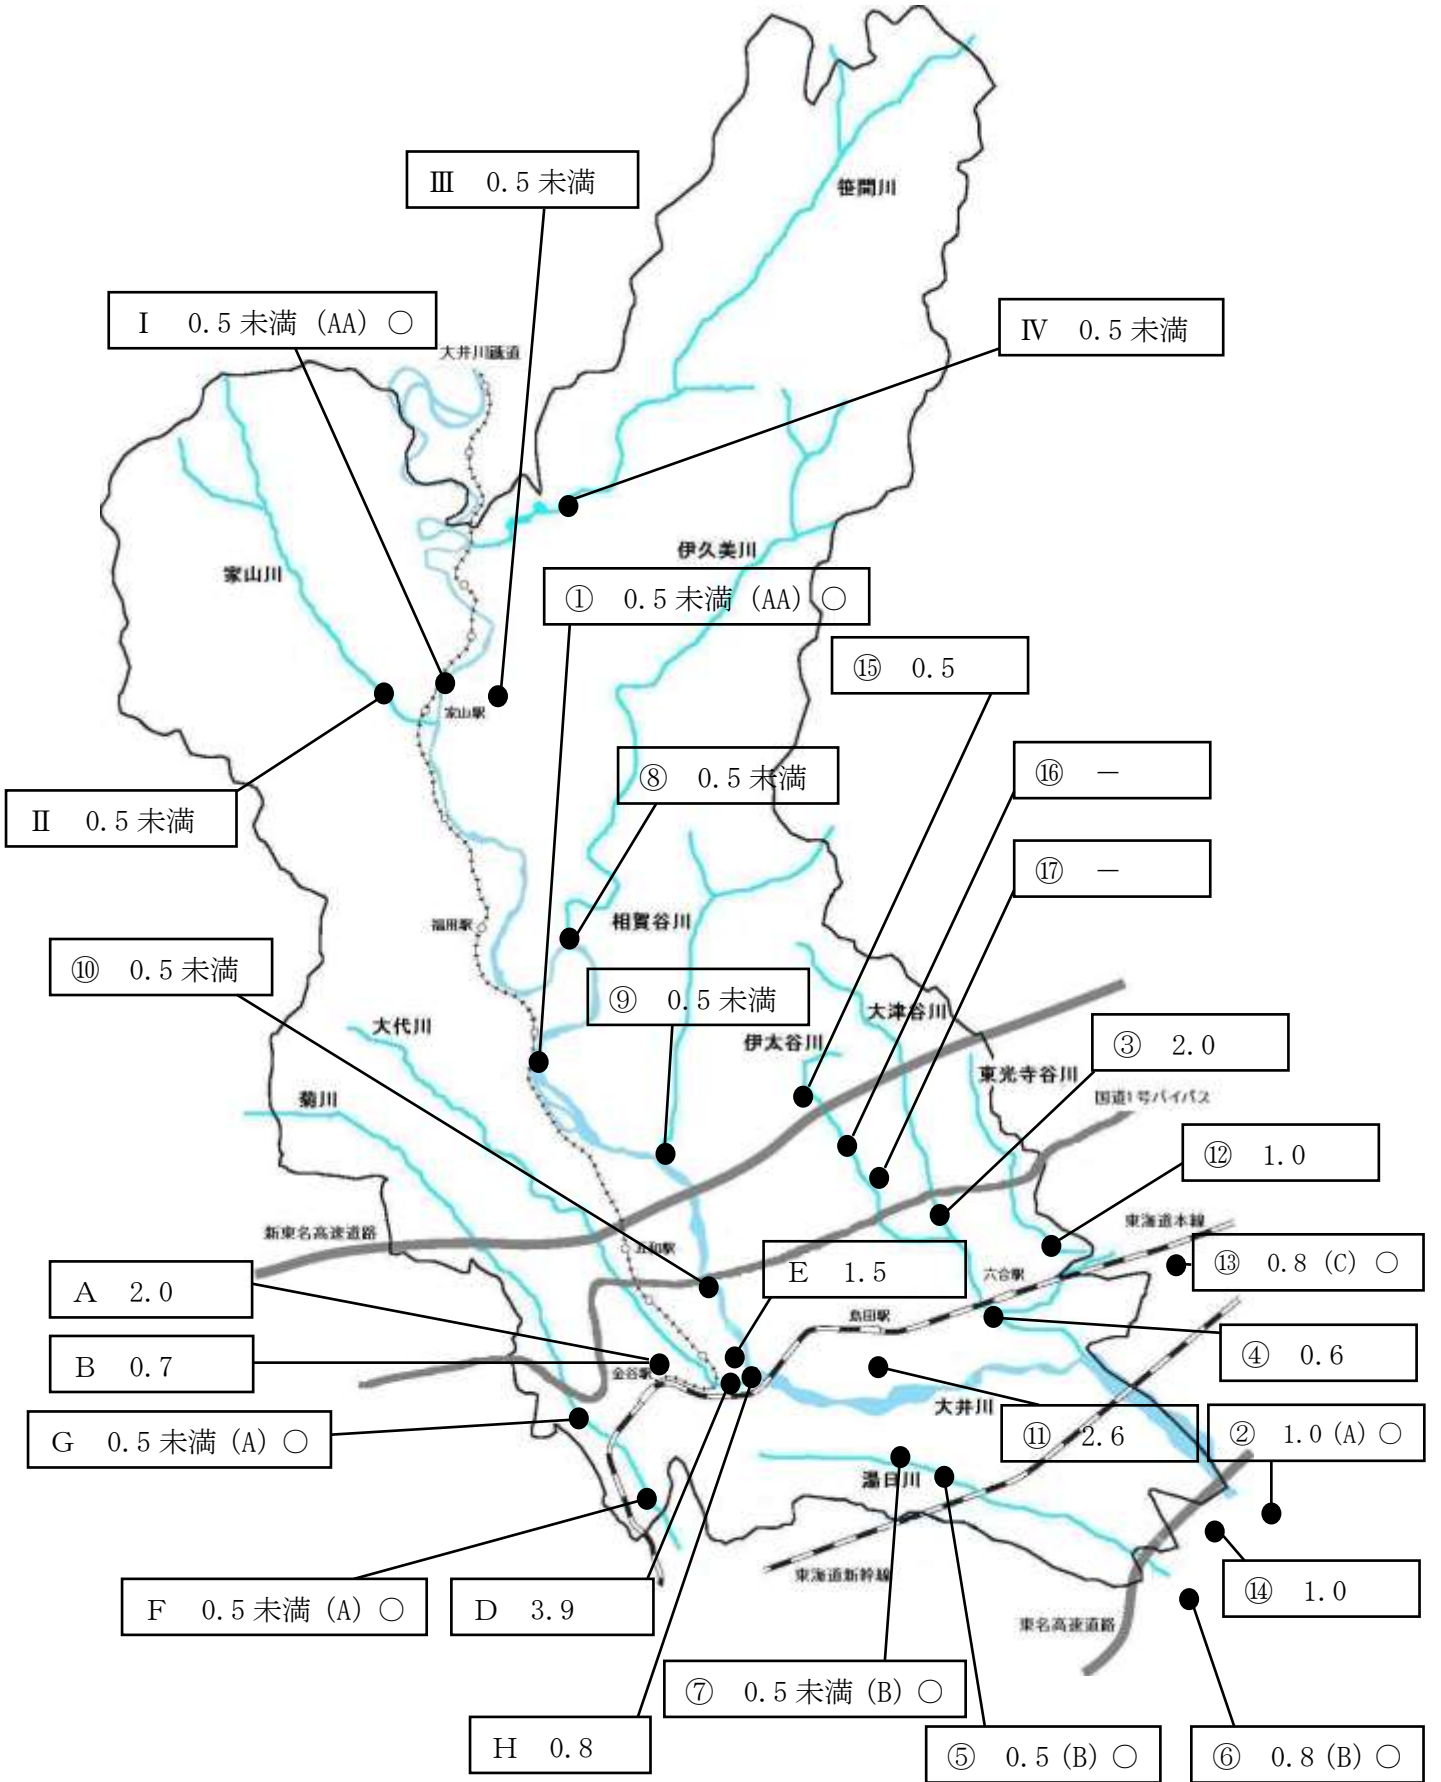 笹間川
Ⅲ 0.5未満
Ⅰ 0.5未満(AA)○
Ⅳ 0.5未満
大井川鐵道
伊久美川
家山川
① 0.5未満(AA)○
⑮ 0.5
家山駅
⑯ －
⑧ 0.5未満
Ⅱ 0.5未満
⑰ －
福用駅
相賀谷川
⑩ 0.5未満
⑨ 0.5未満
大津谷川
大代川
伊太谷川
③ 2.0
東光寺谷川
菊川
国道1号バイパス
⑫ 1.0
東海道本線
新東名高速道路
五和駅
E 1.5
六合駅
⑬ 0.8(C)○
A 2.0
島田駅
B 0.7
金谷駅
④ 0.6
大井川
G 0.5未満(A)○
⑪ 2.6
② 1.0(A)○
湯日川
東海道新幹線
F 0.5未満(A)○
D 3.9
⑭ 1.0
東名高速道路
⑦ 0.5未満(B)○
H 0.8
⑤ 0.5(B)○
⑥ 0.8(B)○